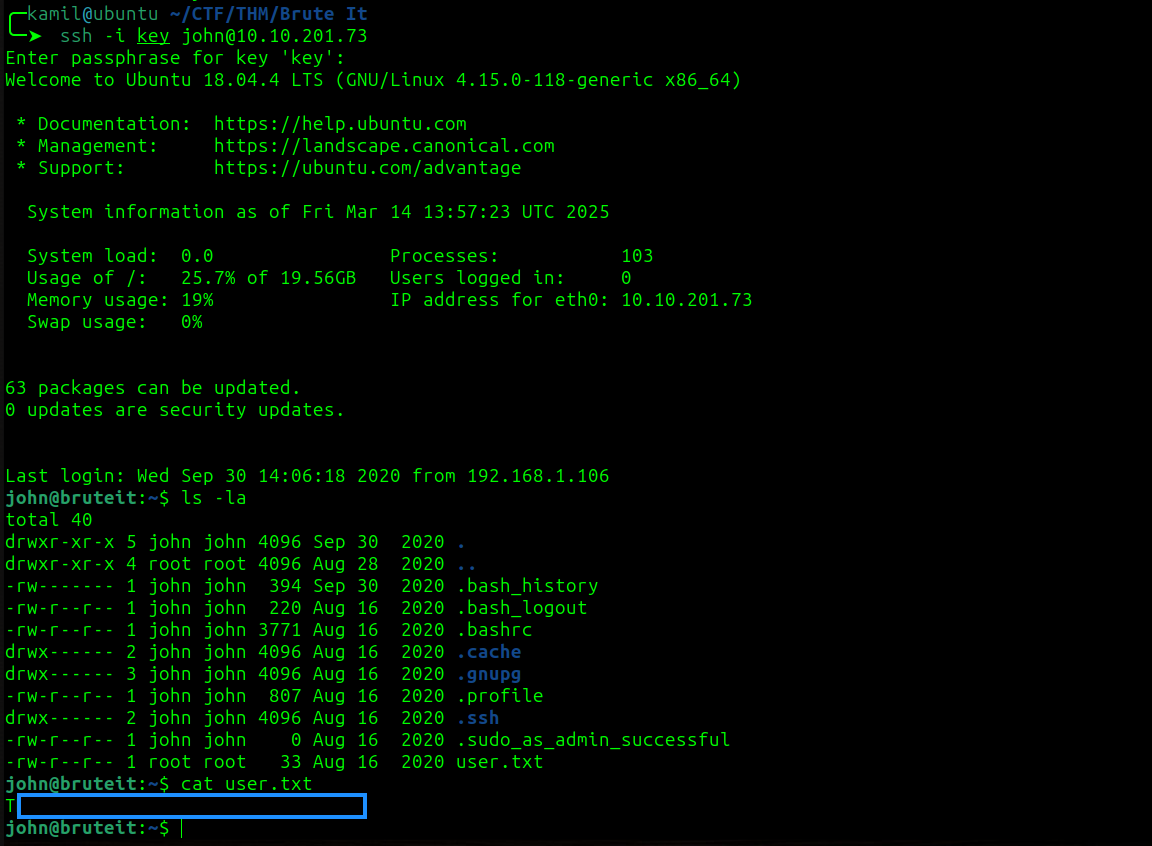 kamil@ubuntu ~/CTF/THM/Brute It
ssh -i key john@10.10.201.73
Enter passphrase for key 'key':
Welcome to Ubuntu 18.04.4 LTS (GNU/Linux 4.15.0-118-generic x86_64)
* Documentation:  https://help.ubuntu.com
* Management:     https://landscape.canonical.com
* Support:        https://ubuntu.com/advantage
System information as of Fri Mar 14 13:57:23 UTC 2025
System load:  0.0                Processes:           103
Usage of /:   25.7% of 19.56GB   Users logged in:     0
Memory usage: 19%                IP address for eth0: 10.10.201.73
Swap usage:   0%
63 packages can be updated.
0 updates are security updates.
Last login: Wed Sep 30 14:06:18 2020 from 192.168.1.106
john@bruteit:~$ ls -la
total 40
drwxr-xr-x 5 john john 4096 Sep 30  2020 .
drwxr-xr-x 4 root root 4096 Aug 28  2020 ..
-rw------- 1 john john  394 Sep 30  2020 .bash_history
-rw-r--r-- 1 john john  220 Aug 16  2020 .bash_logout
-rw-r--r-- 1 john john 3771 Aug 16  2020 .bashrc
drwx------ 2 john john 4096 Aug 16  2020 .cache
drwx------ 3 john john 4096 Aug 16  2020 .gnupg
-rw-r--r-- 1 john john  807 Aug 16  2020 .profile
drwx------ 2 john john 4096 Aug 16  2020 .ssh
-rw-r--r-- 1 john john    0 Aug 16  2020 .sudo_as_admin_successful
-rw-r--r-- 1 root root   33 Aug 16  2020 user.txt
john@bruteit:~$ cat user.txt
T
john@bruteit:~$